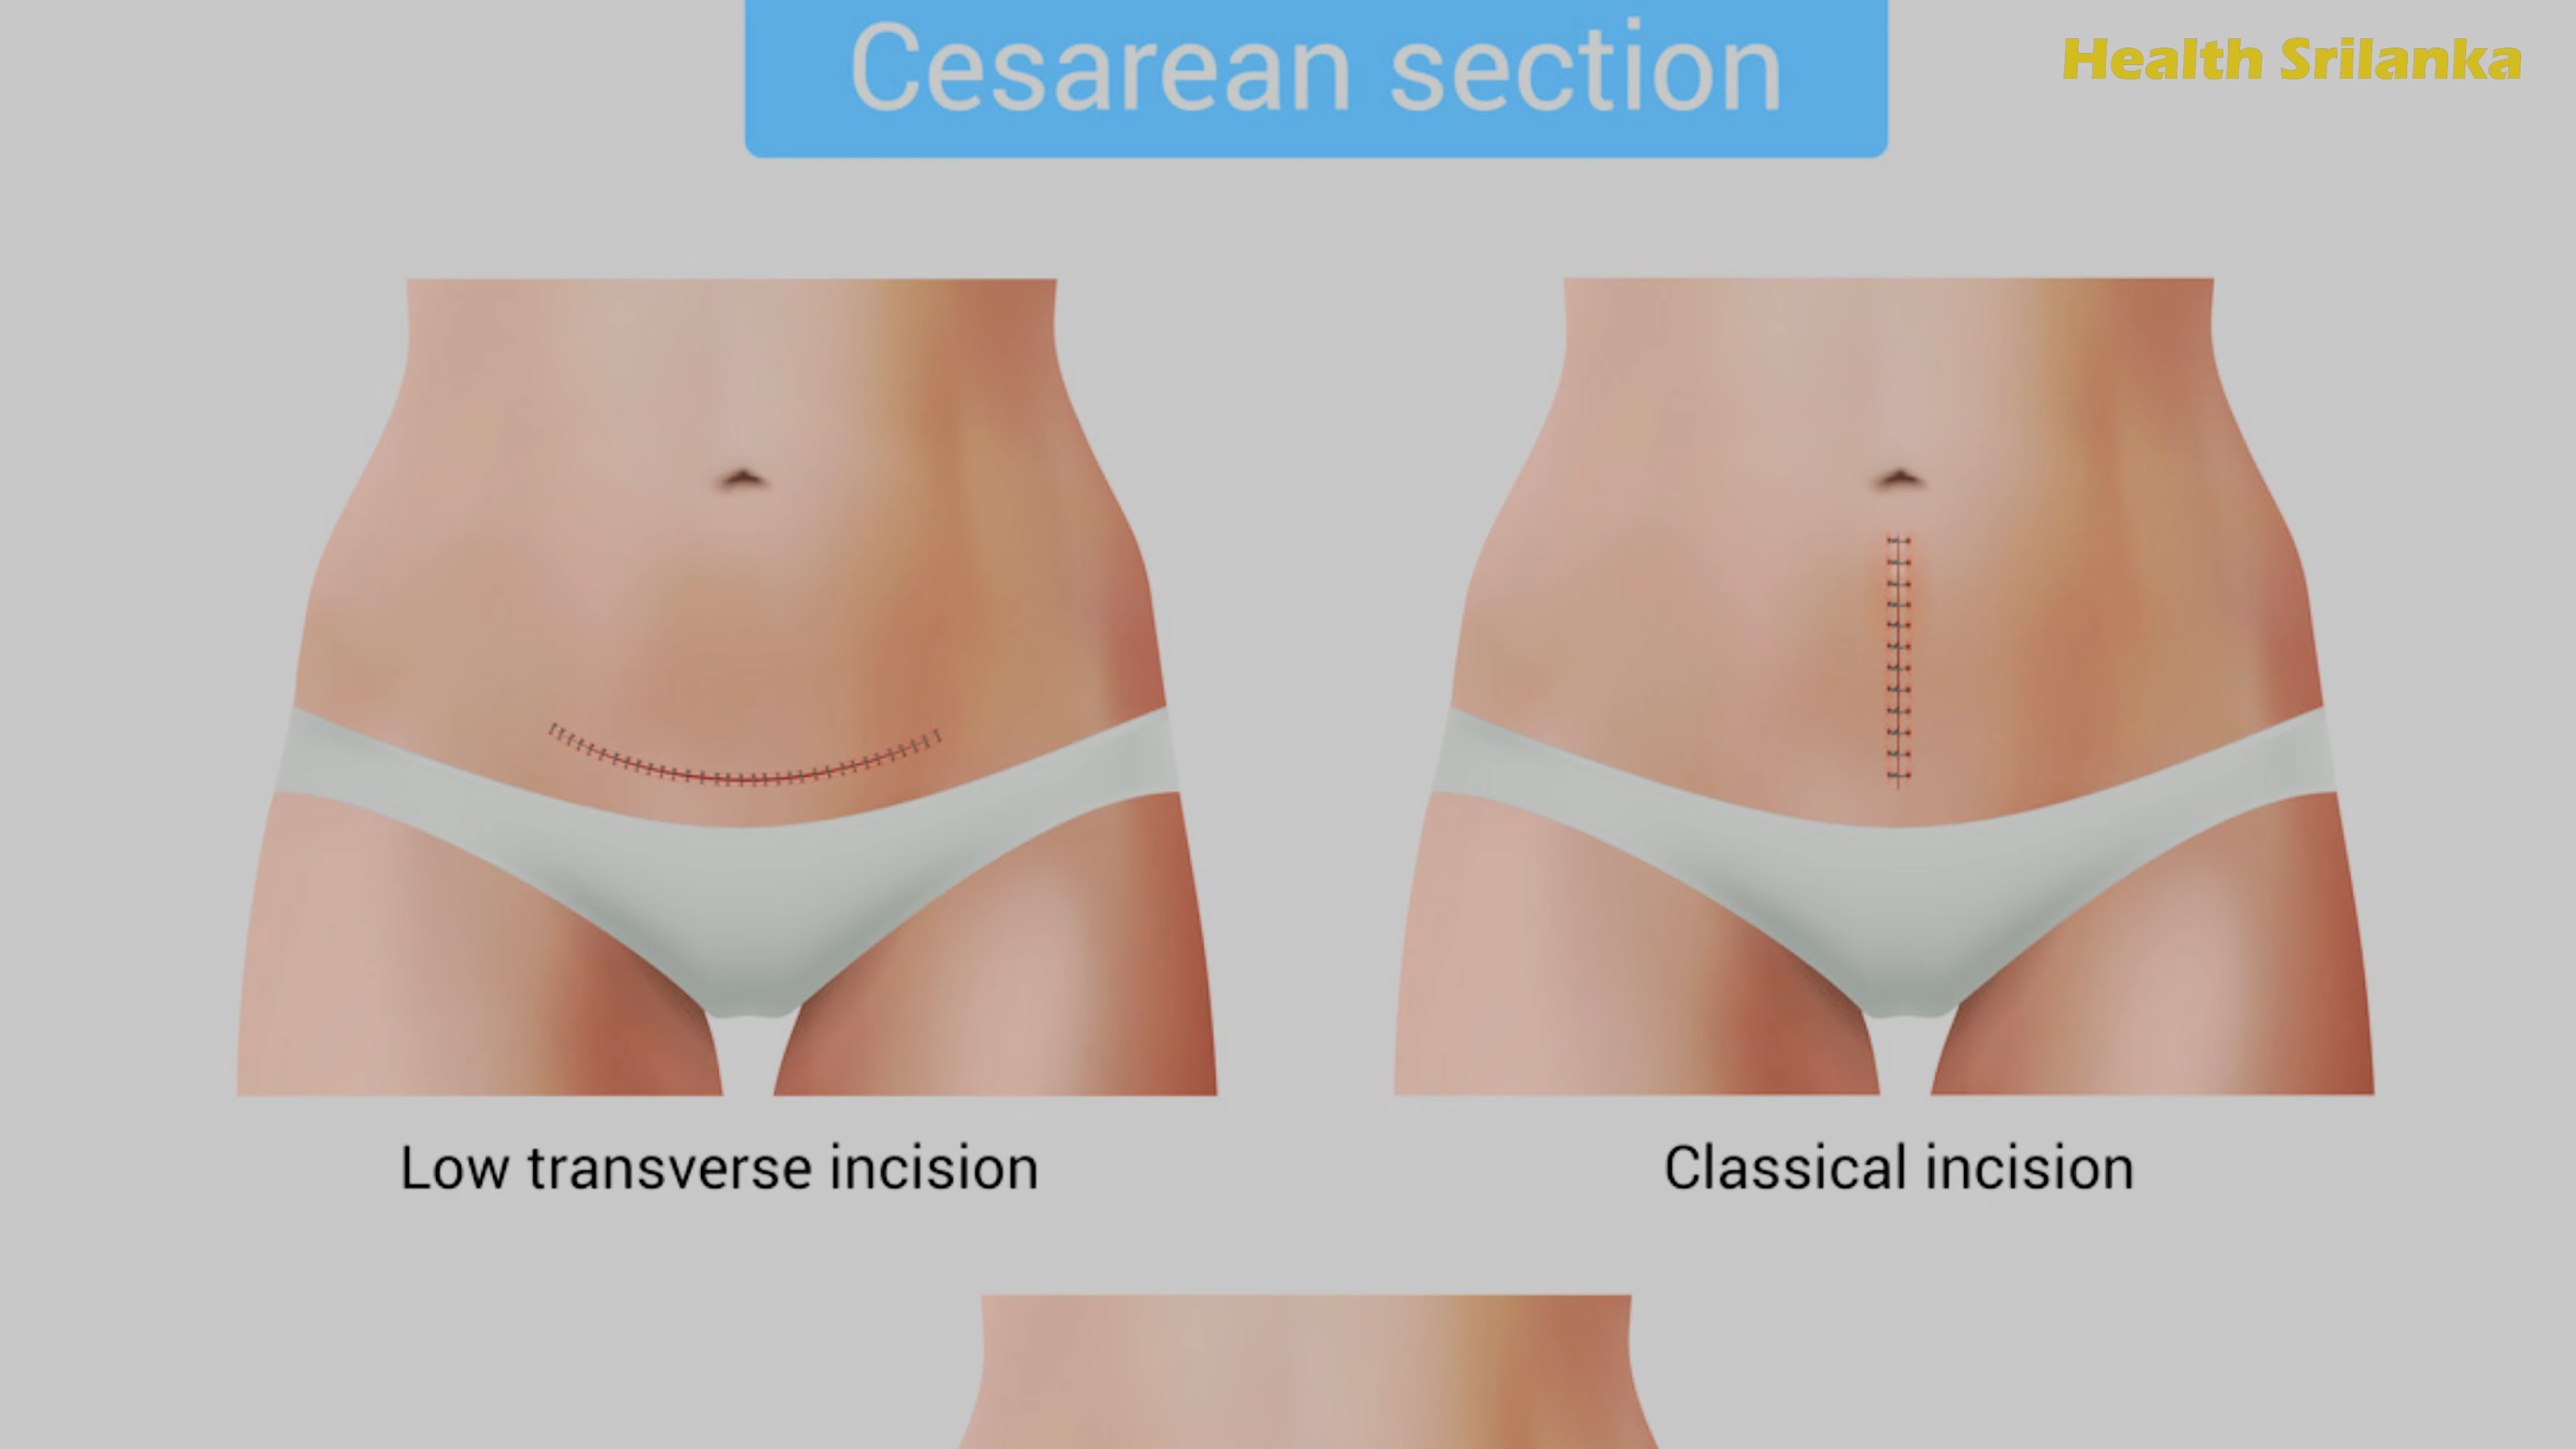 Cesarean section
Health Srilanka
Low transverse incision
Classical incision